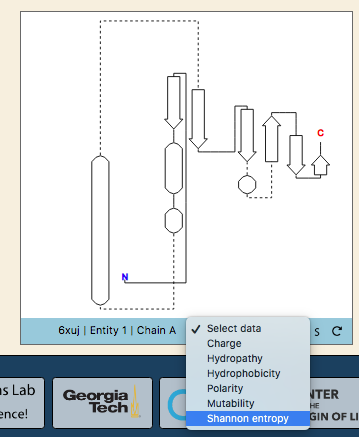 C
N
6xuj | Entity 1 | Chain A
✓ Select data
Charge
Hydropathy
Hydrophobicity
Polarity
Mutability
Shannon entropy
s
s Lab
ence!
Georgia
Tech
C
NTER
HE
GIN OF LI